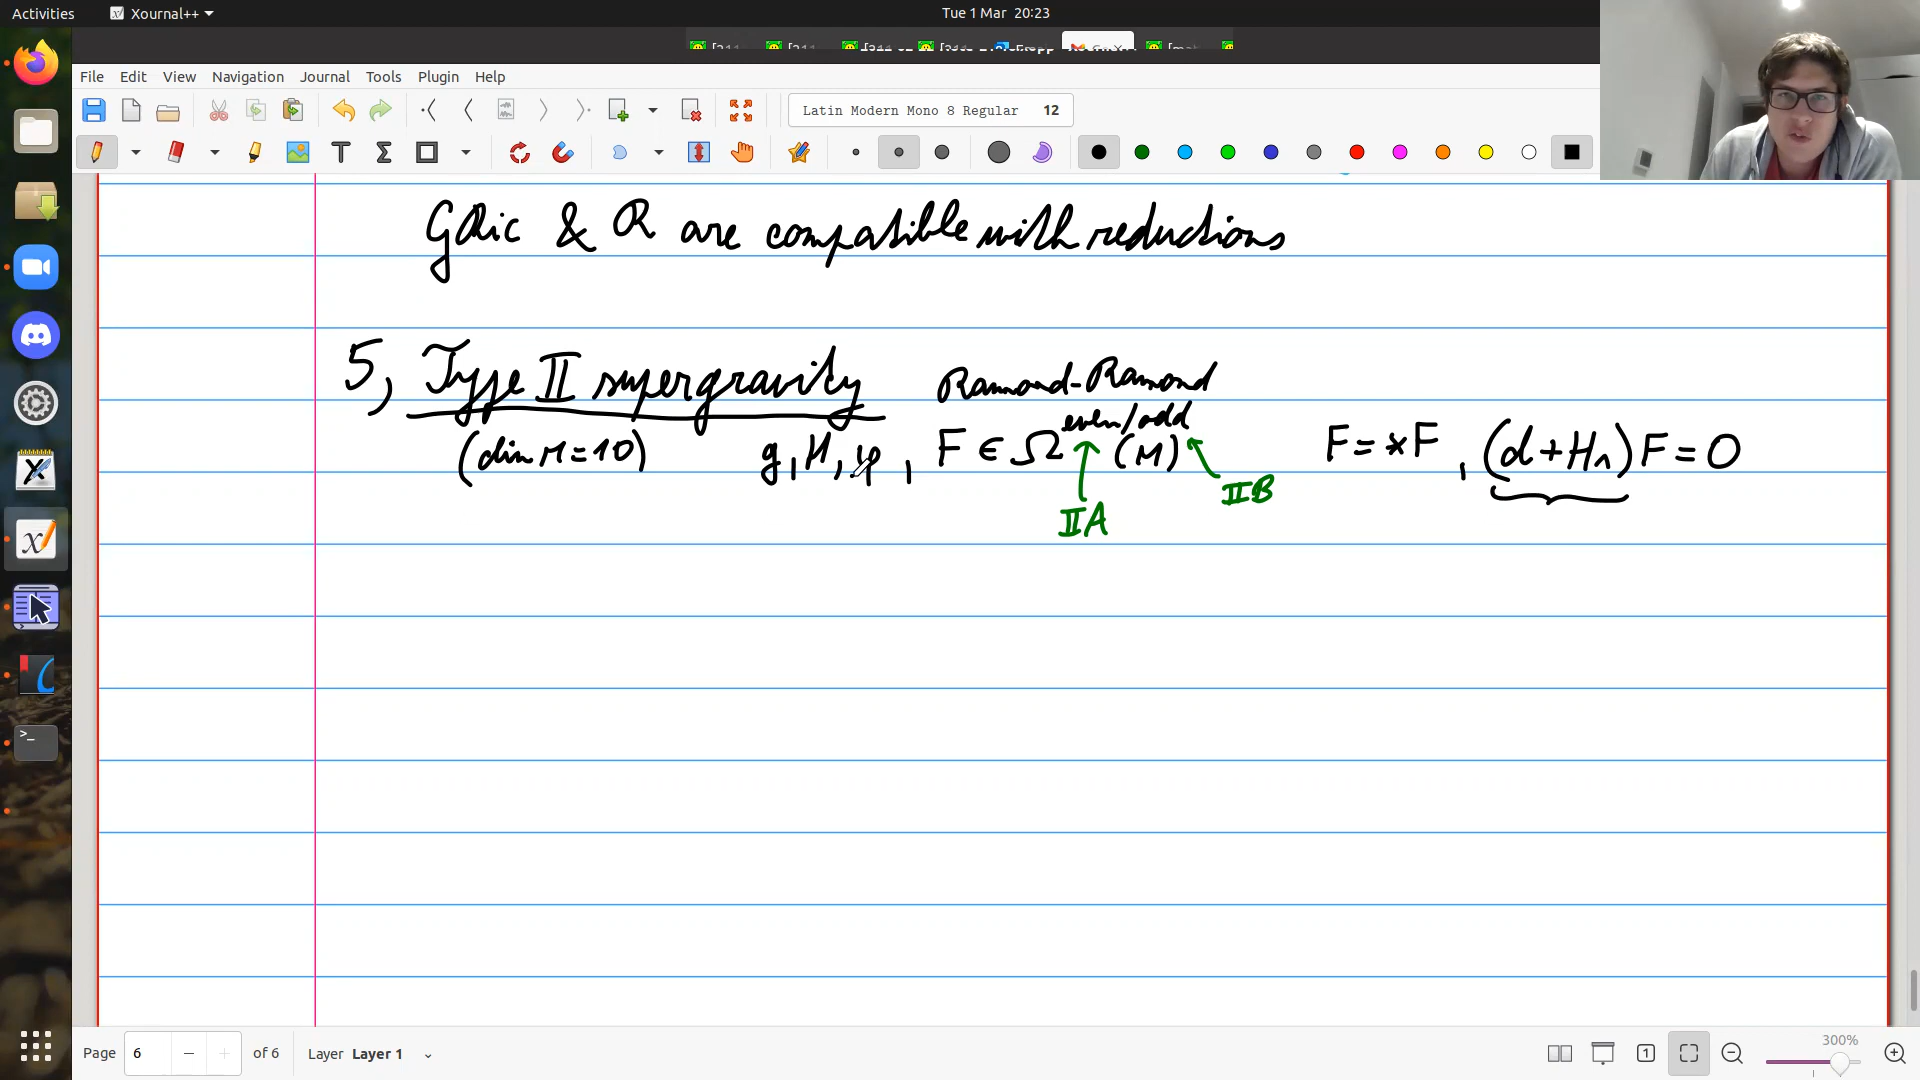 Activities Xournal++ Tue 1 Mar 20:23
File Edit View Navigation Journal Tools Plugin Help
Latin Modern Mono 8 Regular 12
GRic & R are compatible with reductions
5, Type II supergravity Ramond-Ramond
(dim M = 10) g, H, φ, F ∈ Ω^even/odd (M) F = *F, (d + H∧) F = 0
IIA IIB
Page 6 of 6 Layer Layer 1 300%